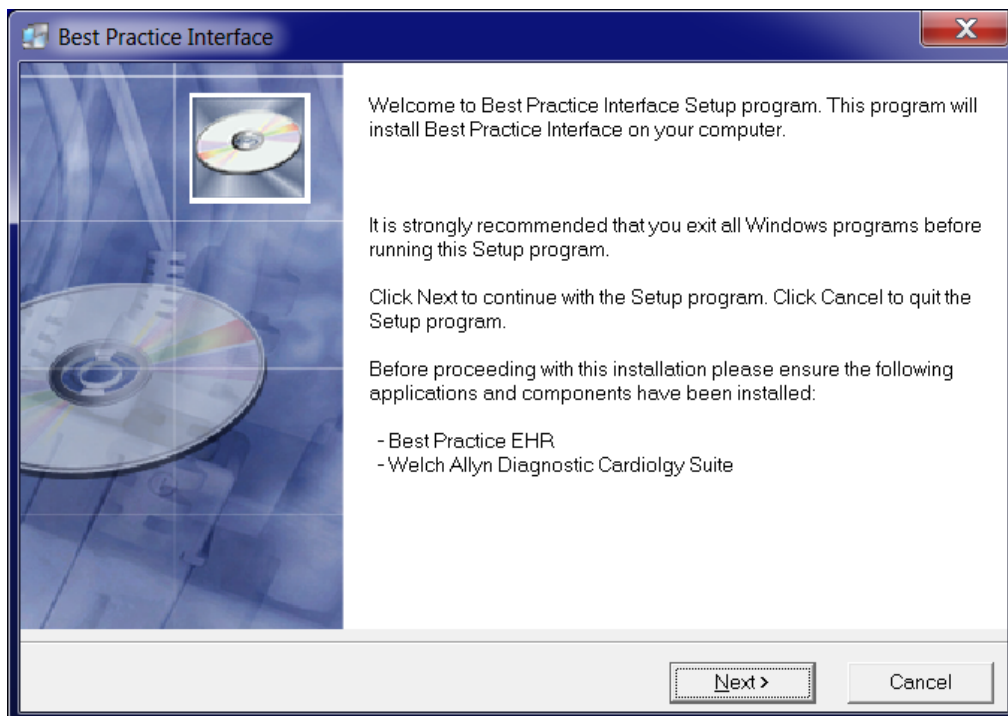 Best Practice Interface
Welcome to Best Practice Interface Setup program. This program will
install Best Practice Interface on your computer.
It is strongly recommended that you exit all Windows programs before
running this Setup program.
Click Next to continue with the Setup program. Click Cancel to quit the
Setup program.
Before proceeding with this installation please ensure the following
applications and components have been installed:
- Best Practice EHR
- Welch Allyn Diagnostic Cardiolgy Suite
Next >
Cancel